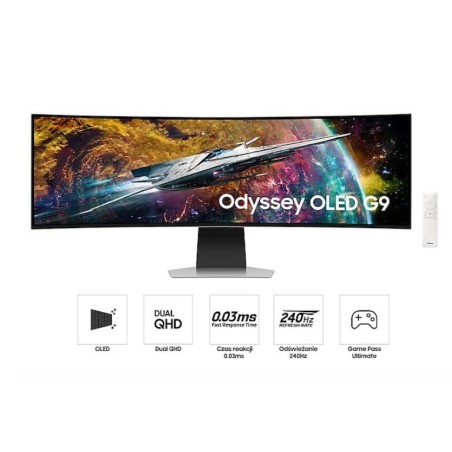 Odyssey OLED G9
DUAL
QHD
0.03ms
Fast Response Time
240Hz
REFRESH RATE
OLED
Dual QHD
Czas reakcji
0.03ms
Odświeżanie
240Hz
Game Pass
Ultimate